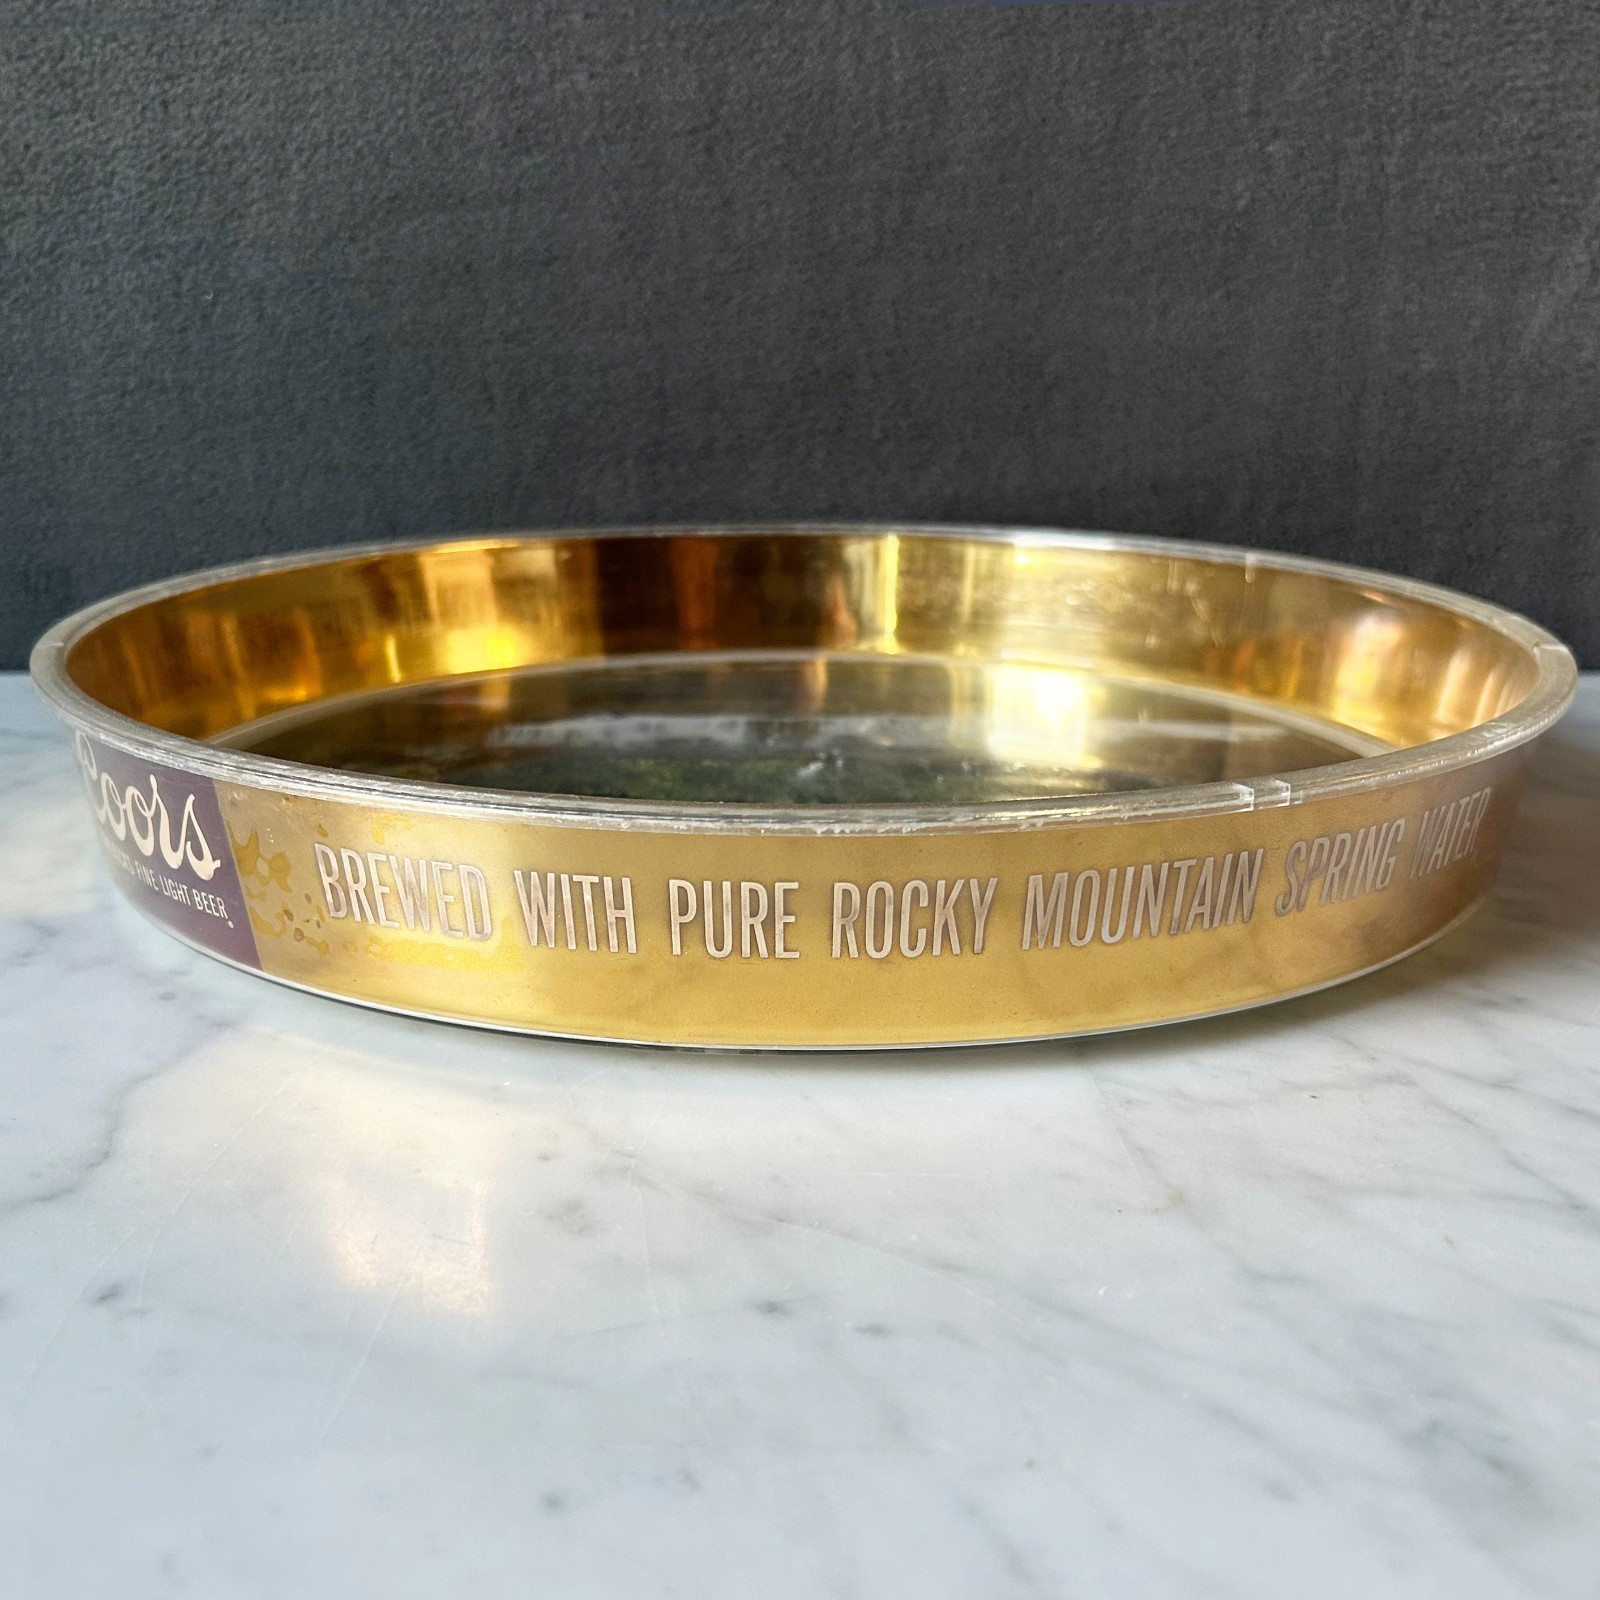 Coors
FINE LIGHT BEER.
BREWED WITH PURE ROCKY MOUNTAIN SPRING WATER